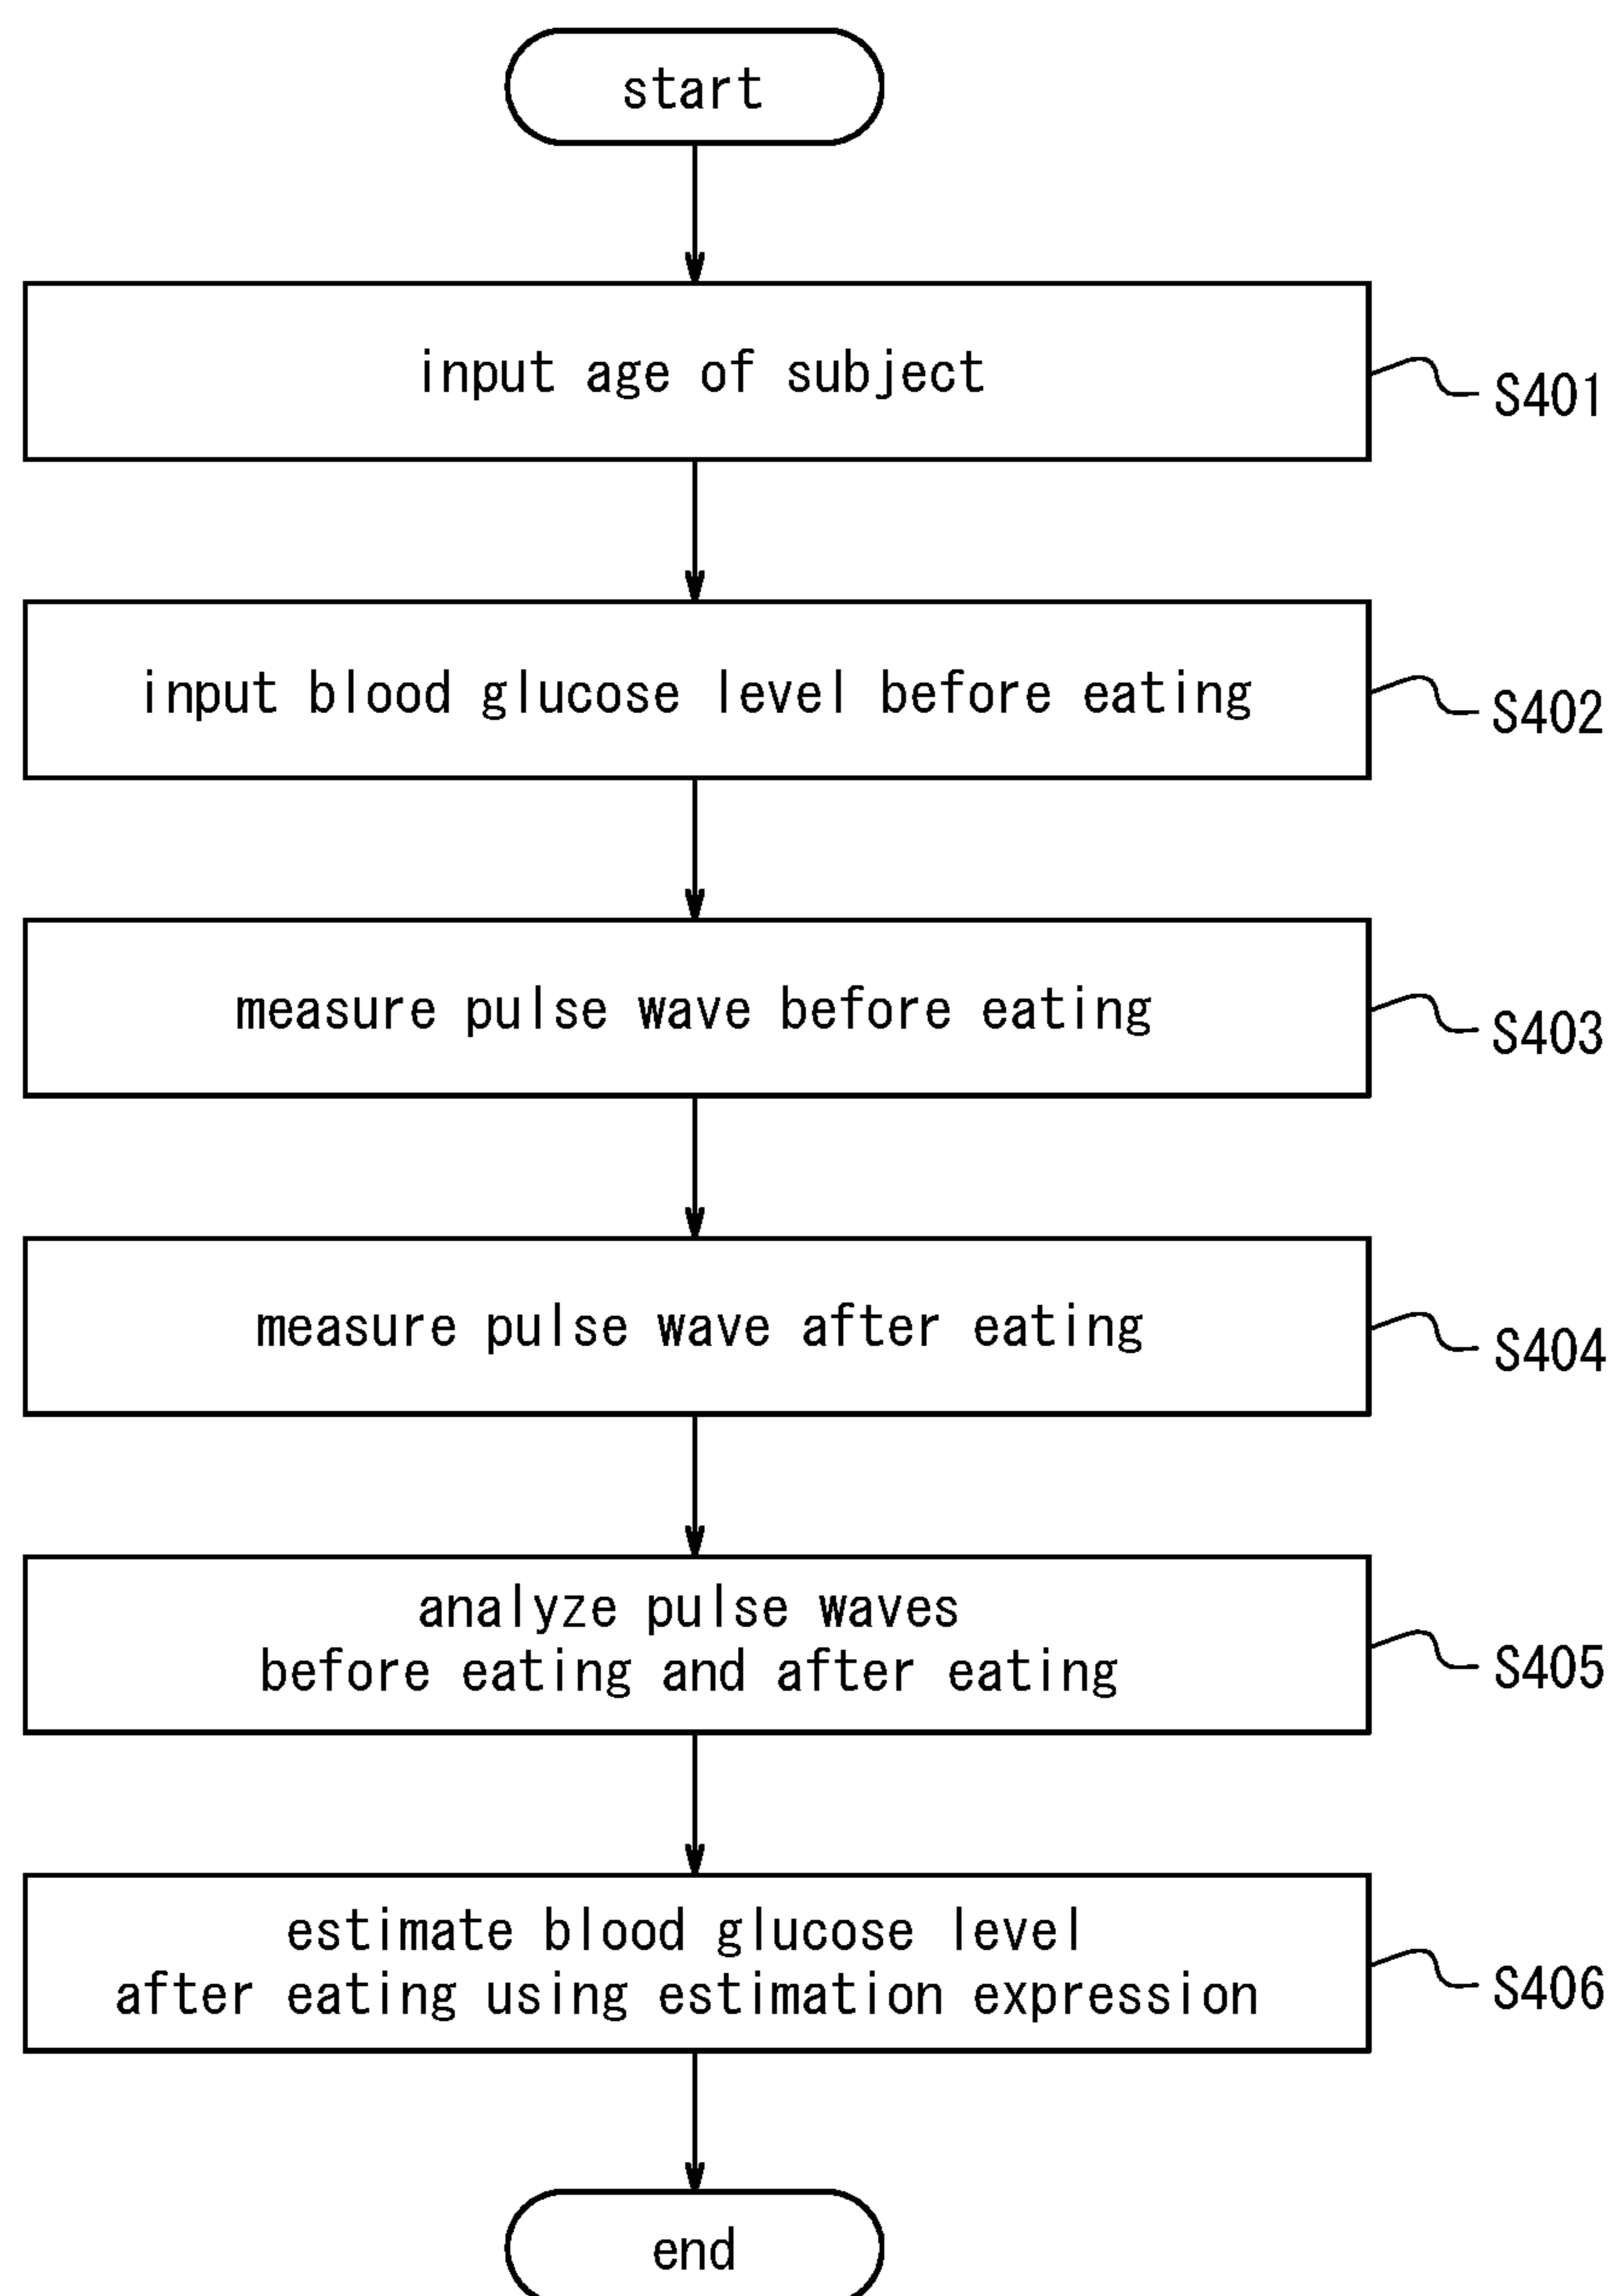 start
input age of subject
S401
input blood glucose level before eating
S402
measure pulse wave before eating
S403
measure pulse wave after eating
S404
analyze pulse waves
before eating and after eating
S405
estimate blood glucose level
after eating using estimation expression
S406
end